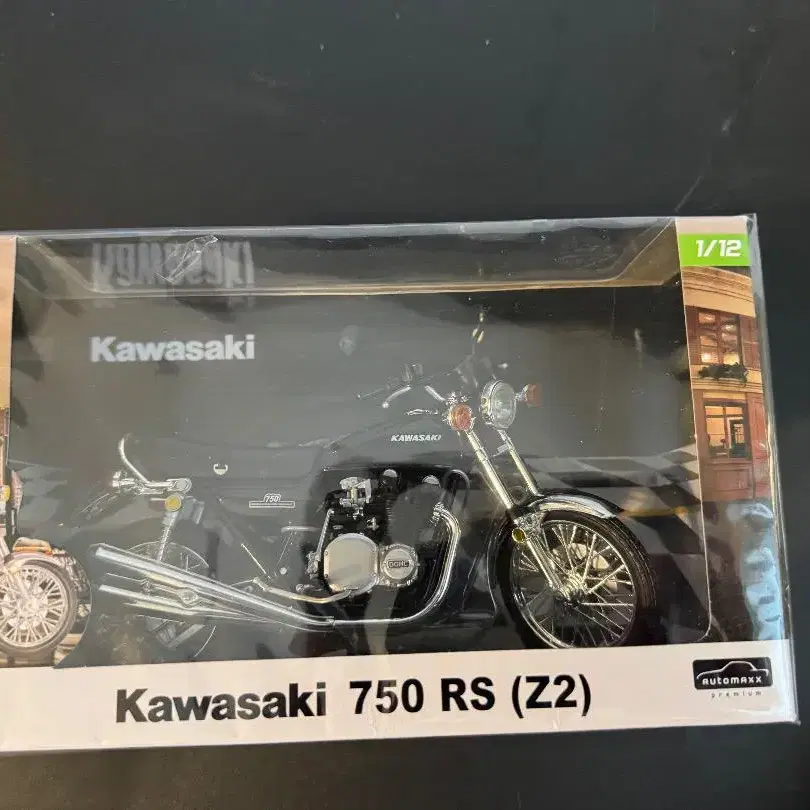 1/12
Kawasaki
KAWASAKI
750
DOHC
AUTOMAXX
premium
Kawasaki 750 RS (Z2)